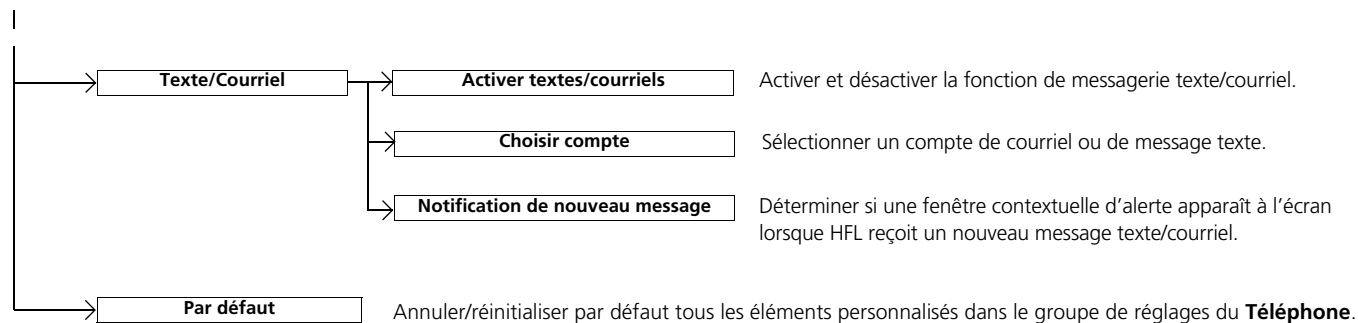 Texte/Courriel
Activer textes/courriels
Activer et désactiver la fonction de messagerie texte/courriel.
Choisir compte
Sélectionner un compte de courriel ou de message texte.
Notification de nouveau message
Déterminer si une fenêtre contextuelle d’alerte apparaît à l’écran
lorsque HFL reçoit un nouveau message texte/courriel.
Par défaut
Annuler/réinitialiser par défaut tous les éléments personnalisés dans le groupe de réglages du Téléphone.